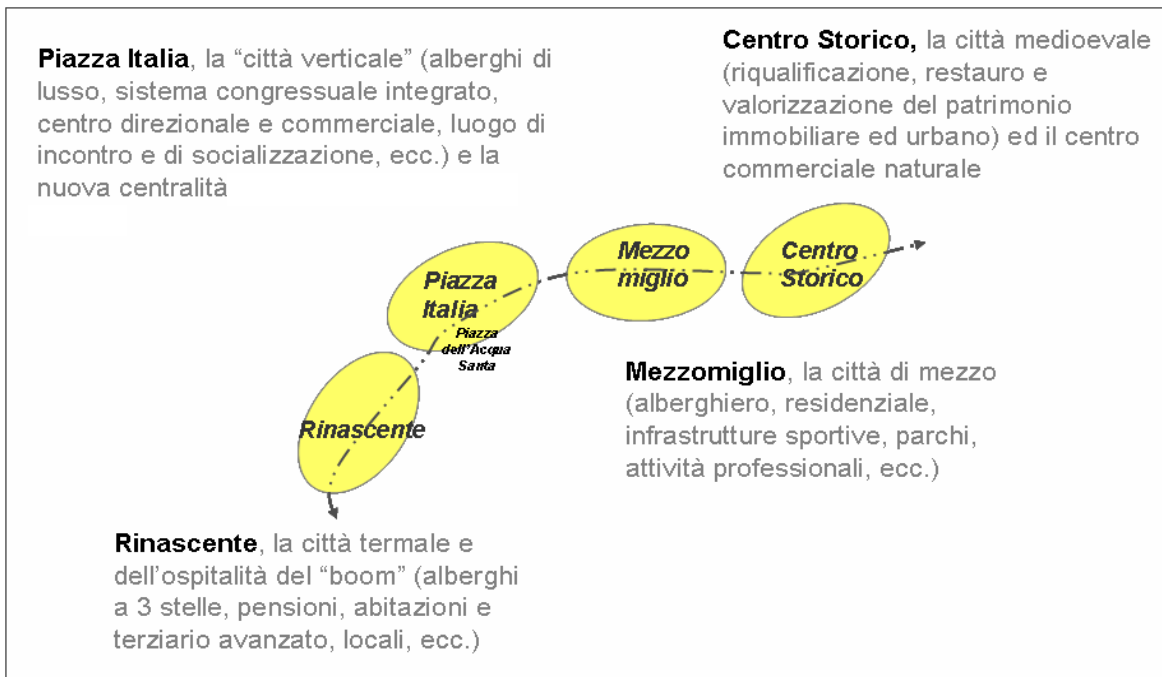 Piazza Italia, la “città verticale” (alberghi di
lusso, sistema congressuale integrato,
centro direzionale e commerciale, luogo di
incontro e di socializzazione, ecc.) e la
nuova centralità
Centro Storico, la città medioevale
(riqualificazione, restauro e
valorizzazione del patrimonio
immobiliare ed urbano) ed il centro
commerciale naturale
Mezzo
miglio
Centro
Storico
Piazza
Italia
Piazza
dell'Acqua
Santa
Rinascente
Mezzomiglio, la città di mezzo
(alberghiero, residenziale,
infrastrutture sportive, parchi,
attività professionali, ecc.)
Rinascente, la città termale e
dell’ospitalità del “boom” (alberghi
a 3 stelle, pensioni, abitazioni e
terziario avanzato, locali, ecc.)